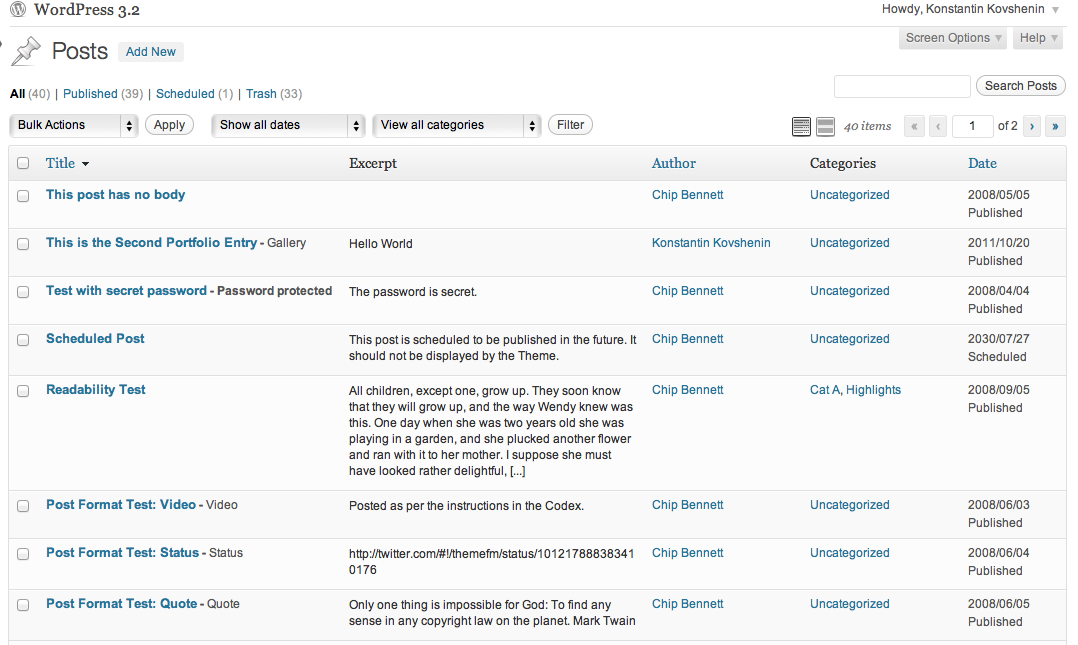 WordPress 3.2
Howdy, Konstantin Kovshenin
Screen Options
Help
Posts
Add New
All (40) | Published (39) | Scheduled (1) | Trash (33)
Search Posts
Bulk Actions
Apply
Show all dates
View all categories
Filter
40 items
«
‹
1
of 2
›
»
Title
Excerpt
Author
Categories
Date
This post has no body
Chip Bennett
Uncategorized
2008/05/05
Published
This is the Second Portfolio Entry - Gallery
Hello World
Konstantin Kovshenin
Uncategorized
2011/10/20
Published
Test with secret password - Password protected
The password is secret.
Chip Bennett
Uncategorized
2008/04/04
Published
Scheduled Post
This post is scheduled to be published in the future. It
should not be displayed by the Theme.
Chip Bennett
Uncategorized
2030/07/27
Scheduled
Readability Test
All children, except one, grow up. They soon know
that they will grow up, and the way Wendy knew was
this. One day when she was two years old she was
playing in a garden, and she plucked another flower
and ran with it to her mother. I suppose she must
have looked rather delightful, [...]
Chip Bennett
Cat A, Highlights
2008/09/05
Published
Post Format Test: Video - Video
Posted as per the instructions in the Codex.
Chip Bennett
Uncategorized
2008/06/03
Published
Post Format Test: Status - Status
http://twitter.com/#!/themefm/status/10121788838341
0176
Chip Bennett
Uncategorized
2008/06/04
Published
Post Format Test: Quote - Quote
Only one thing is impossible for God: To find any
sense in any copyright law on the planet. Mark Twain
Chip Bennett
Uncategorized
2008/06/05
Published